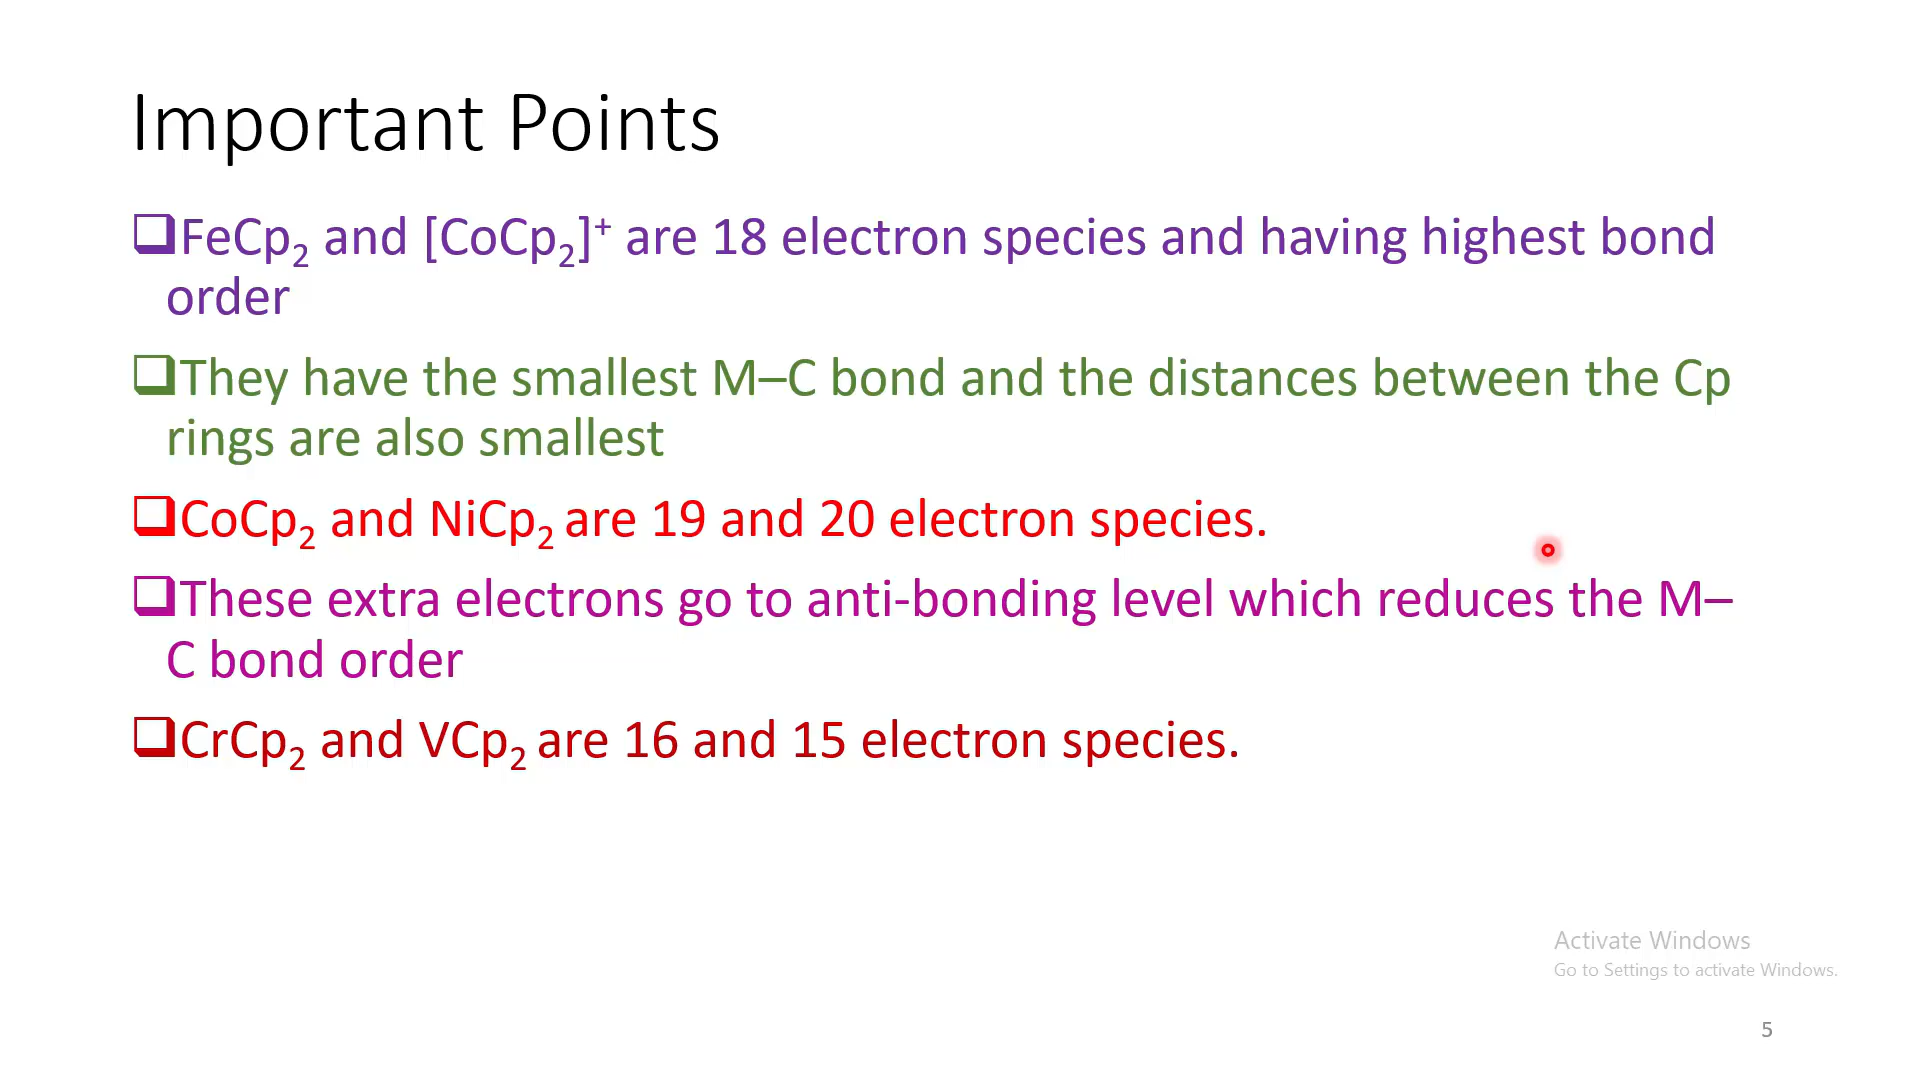 Important Points
❑FeCp₂ and [CoCp₂]⁺ are 18 electron species and having highest bond
order
❑They have the smallest M–C bond and the distances between the Cp
rings are also smallest
❑CoCp₂ and NiCp₂ are 19 and 20 electron species.
❑These extra electrons go to anti-bonding level which reduces the M–
C bond order
❑CrCp₂ and VCp₂ are 16 and 15 electron species.
Activate Windows
Go to Settings to activate Windows.
5